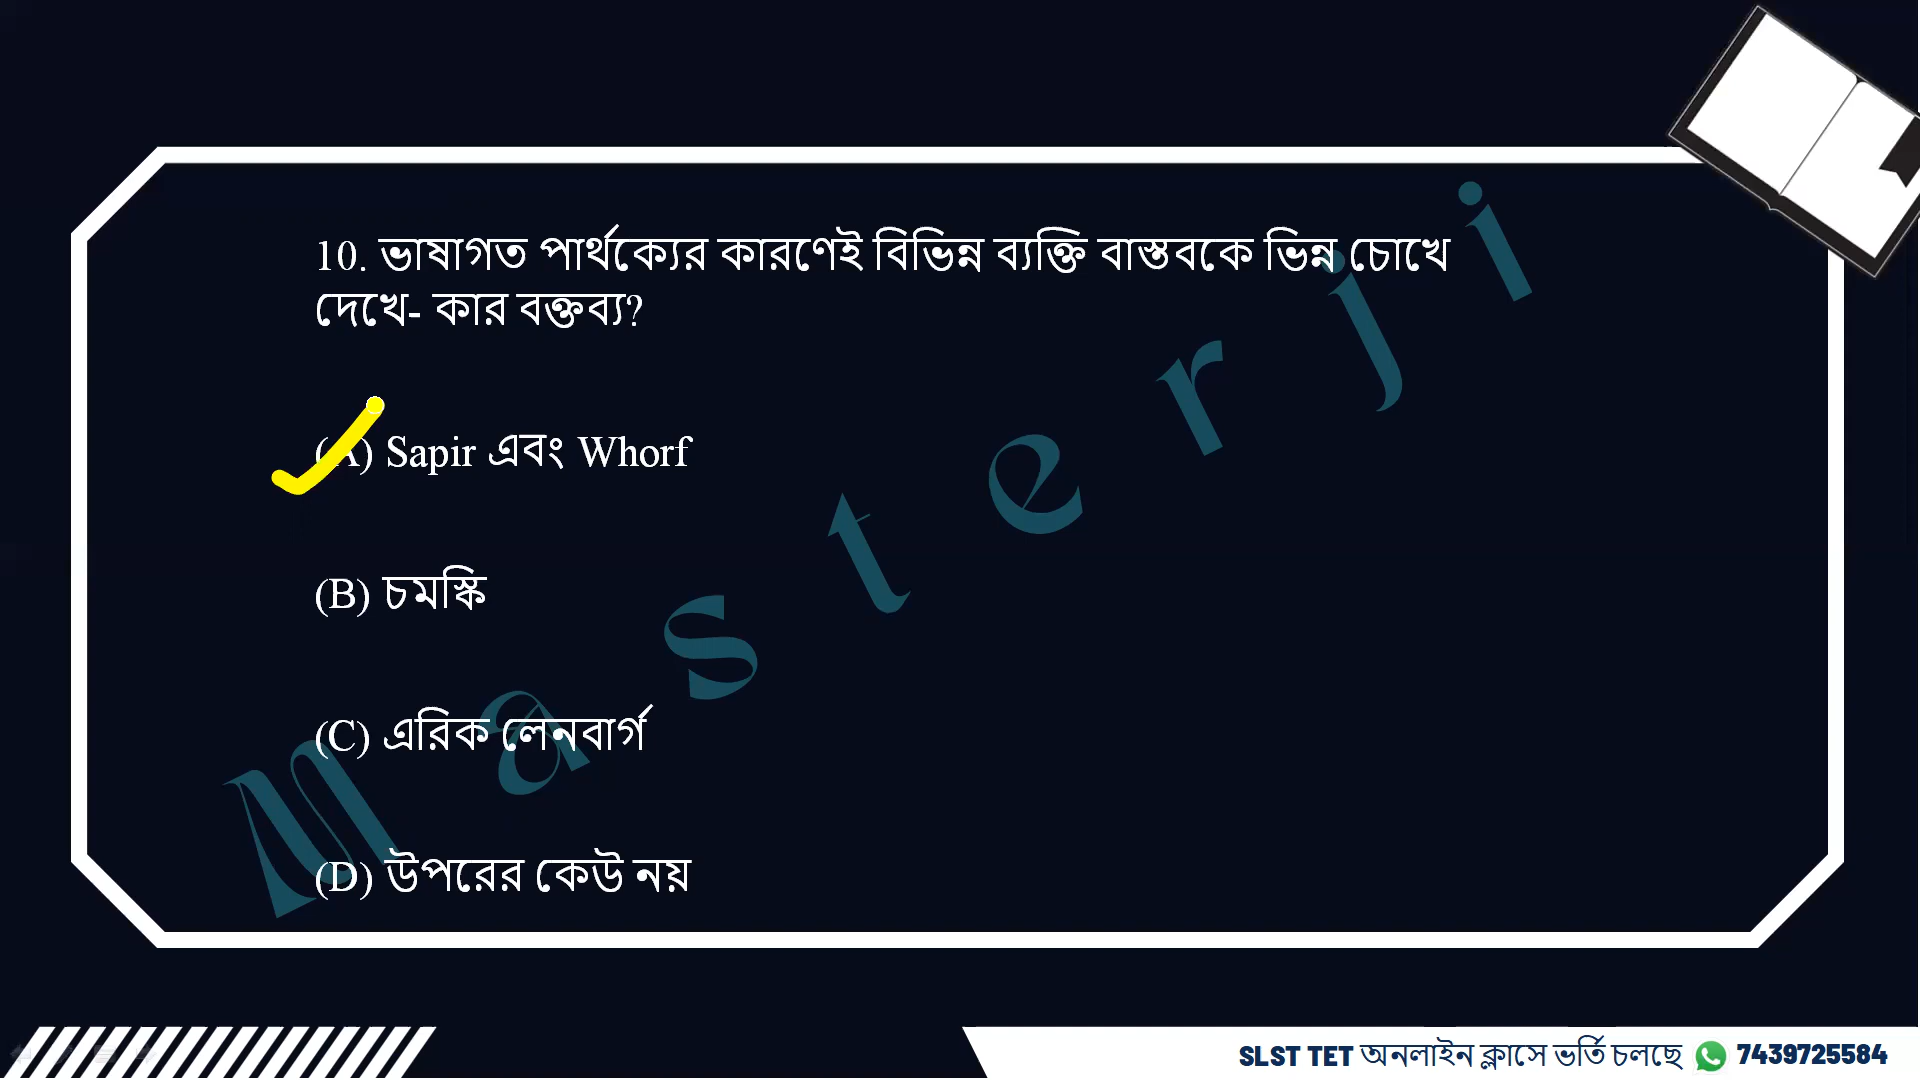 10. ভাষাগত পার্থক্যের কারণেই বিভিন্ন ব্যক্তি বাস্তবকে ভিন্ন চোখে
দেখে- কার বক্তব্য?
(A) Sapir এবং Whorf
(B) চমস্কি
(C) এরিক লেনবার্গ
(D) উপরের কেউ নয়
Masterji
SLST TET অনলাইন ক্লাসে ভর্তি চলছে 7439725584